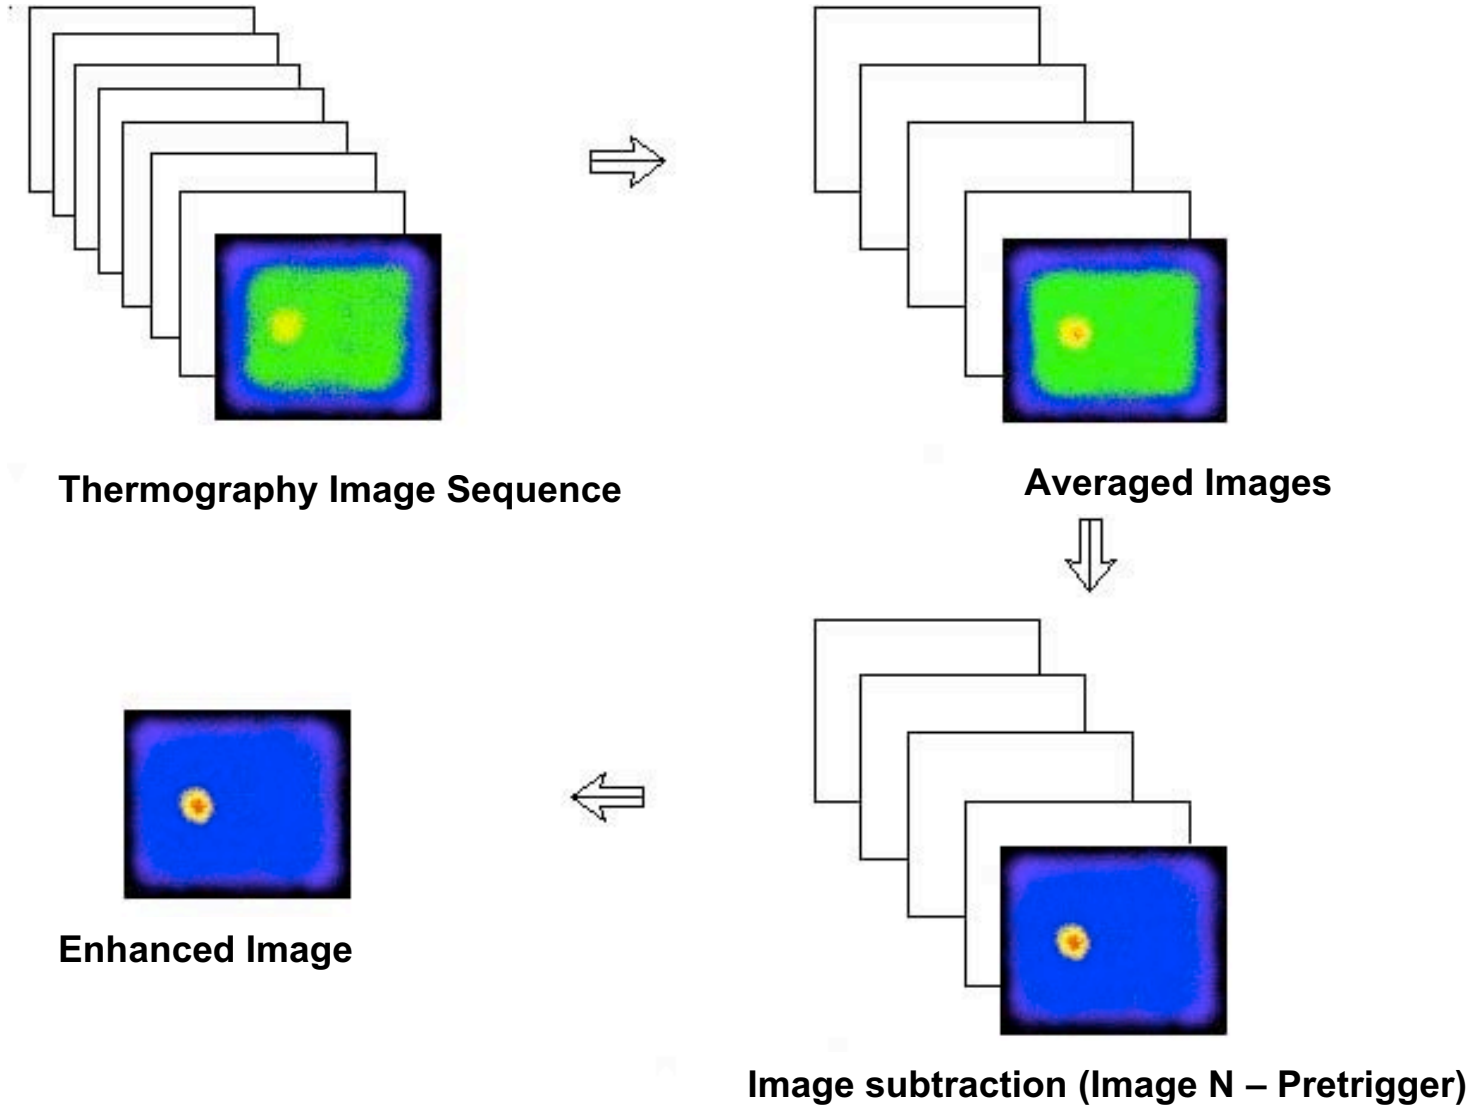 Thermography Image Sequence
Averaged Images
Enhanced Image
Image subtraction (Image N – Pretrigger)